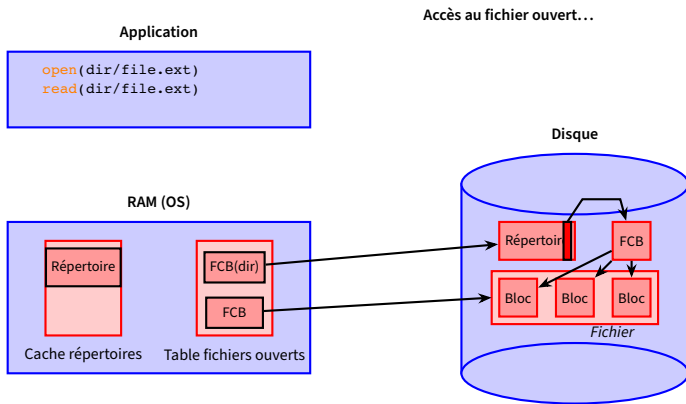 Accès au fichier ouvert…
Application
open(dir/file.ext)
read(dir/file.ext)
Disque
RAM (OS)
Répertoire
FCB(dir)
FCB
Cache répertoires
Table fichiers ouverts
Répertoir
FCB
Bloc
Bloc
Bloc
Fichier